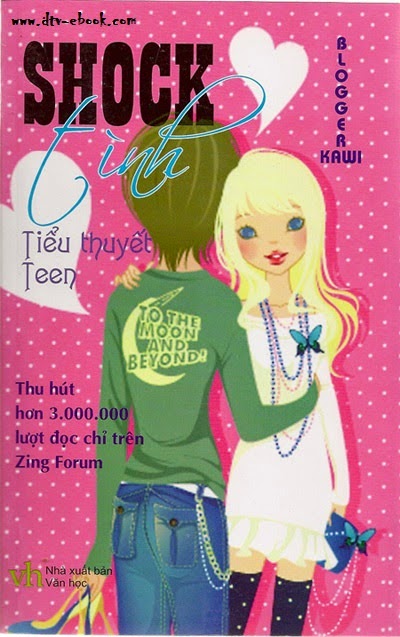 www.dtv-ebook.com
SHOCK
tình
BLOGGER
KAWI
Tiểu thuyết
Teen
TO THE
MOON
AND
BEYOND!
Thu hút
hơn 3.000.000
lượt đọc chỉ trên
Zing Forum
vh Nhà xuất bản
Văn học